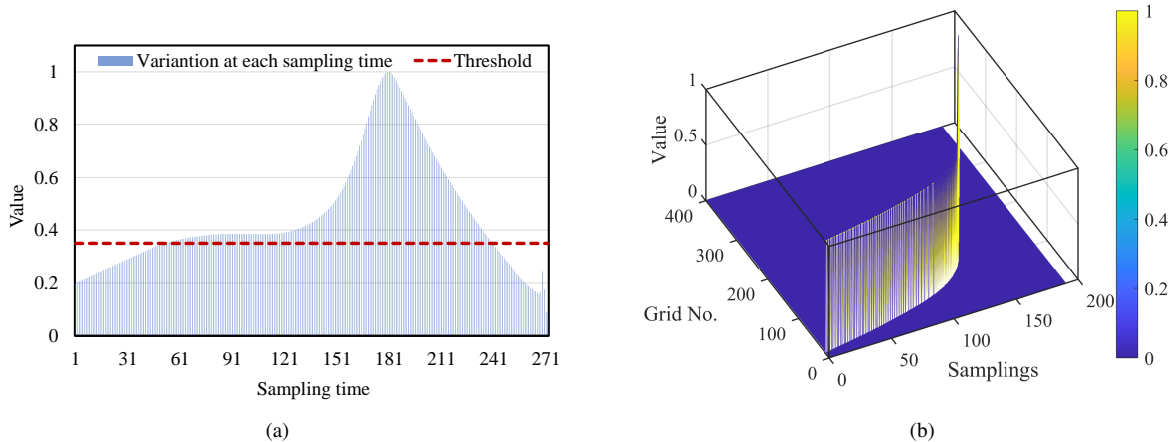 Variantion at each sampling time
Threshold
1
0.8
0.6
0.4
0.2
0
Value
1 31 61 91 121 151 181 211 241 271
Sampling time
(a)
1
0.5
0
Value
400
300
200
100
0
Grid No.
0
50
100
150
200
Samplings
1
0.8
0.6
0.4
0.2
0
(b)